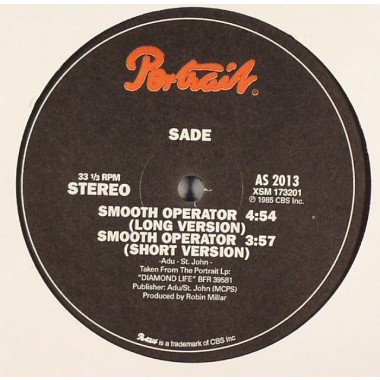 Portrait®
SADE
33 1/3 RPM
STEREO
AS 2013
XSM 173201
℗ 1985 CBS Inc.
SMOOTH OPERATOR 4:54
(LONG VERSION)
SMOOTH OPERATOR 3:57
(SHORT VERSION)
-Adu - St. John -
Taken From The Portrait Lp:
"DIAMOND LIFE" BFR 39581
Publisher: Adu/St. John (MCPS)
Produced by Robin Millar
Portrait is a trademark of CBS Inc